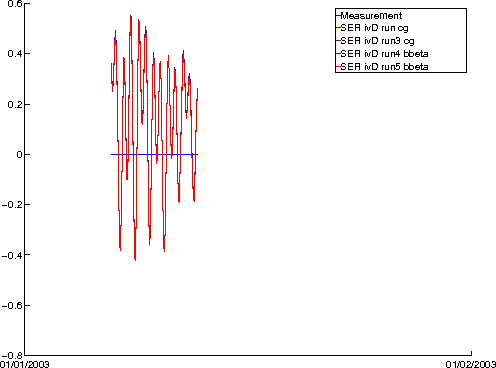 0.6
Measurement
SER ivD run cg
SER ivD run3 cg
SER ivD run4 bbeta
SER ivD run5 bbeta
0.4
0.2
0
-0.2
-0.4
-0.6
-0.8
01/01/2003
01/02/2003